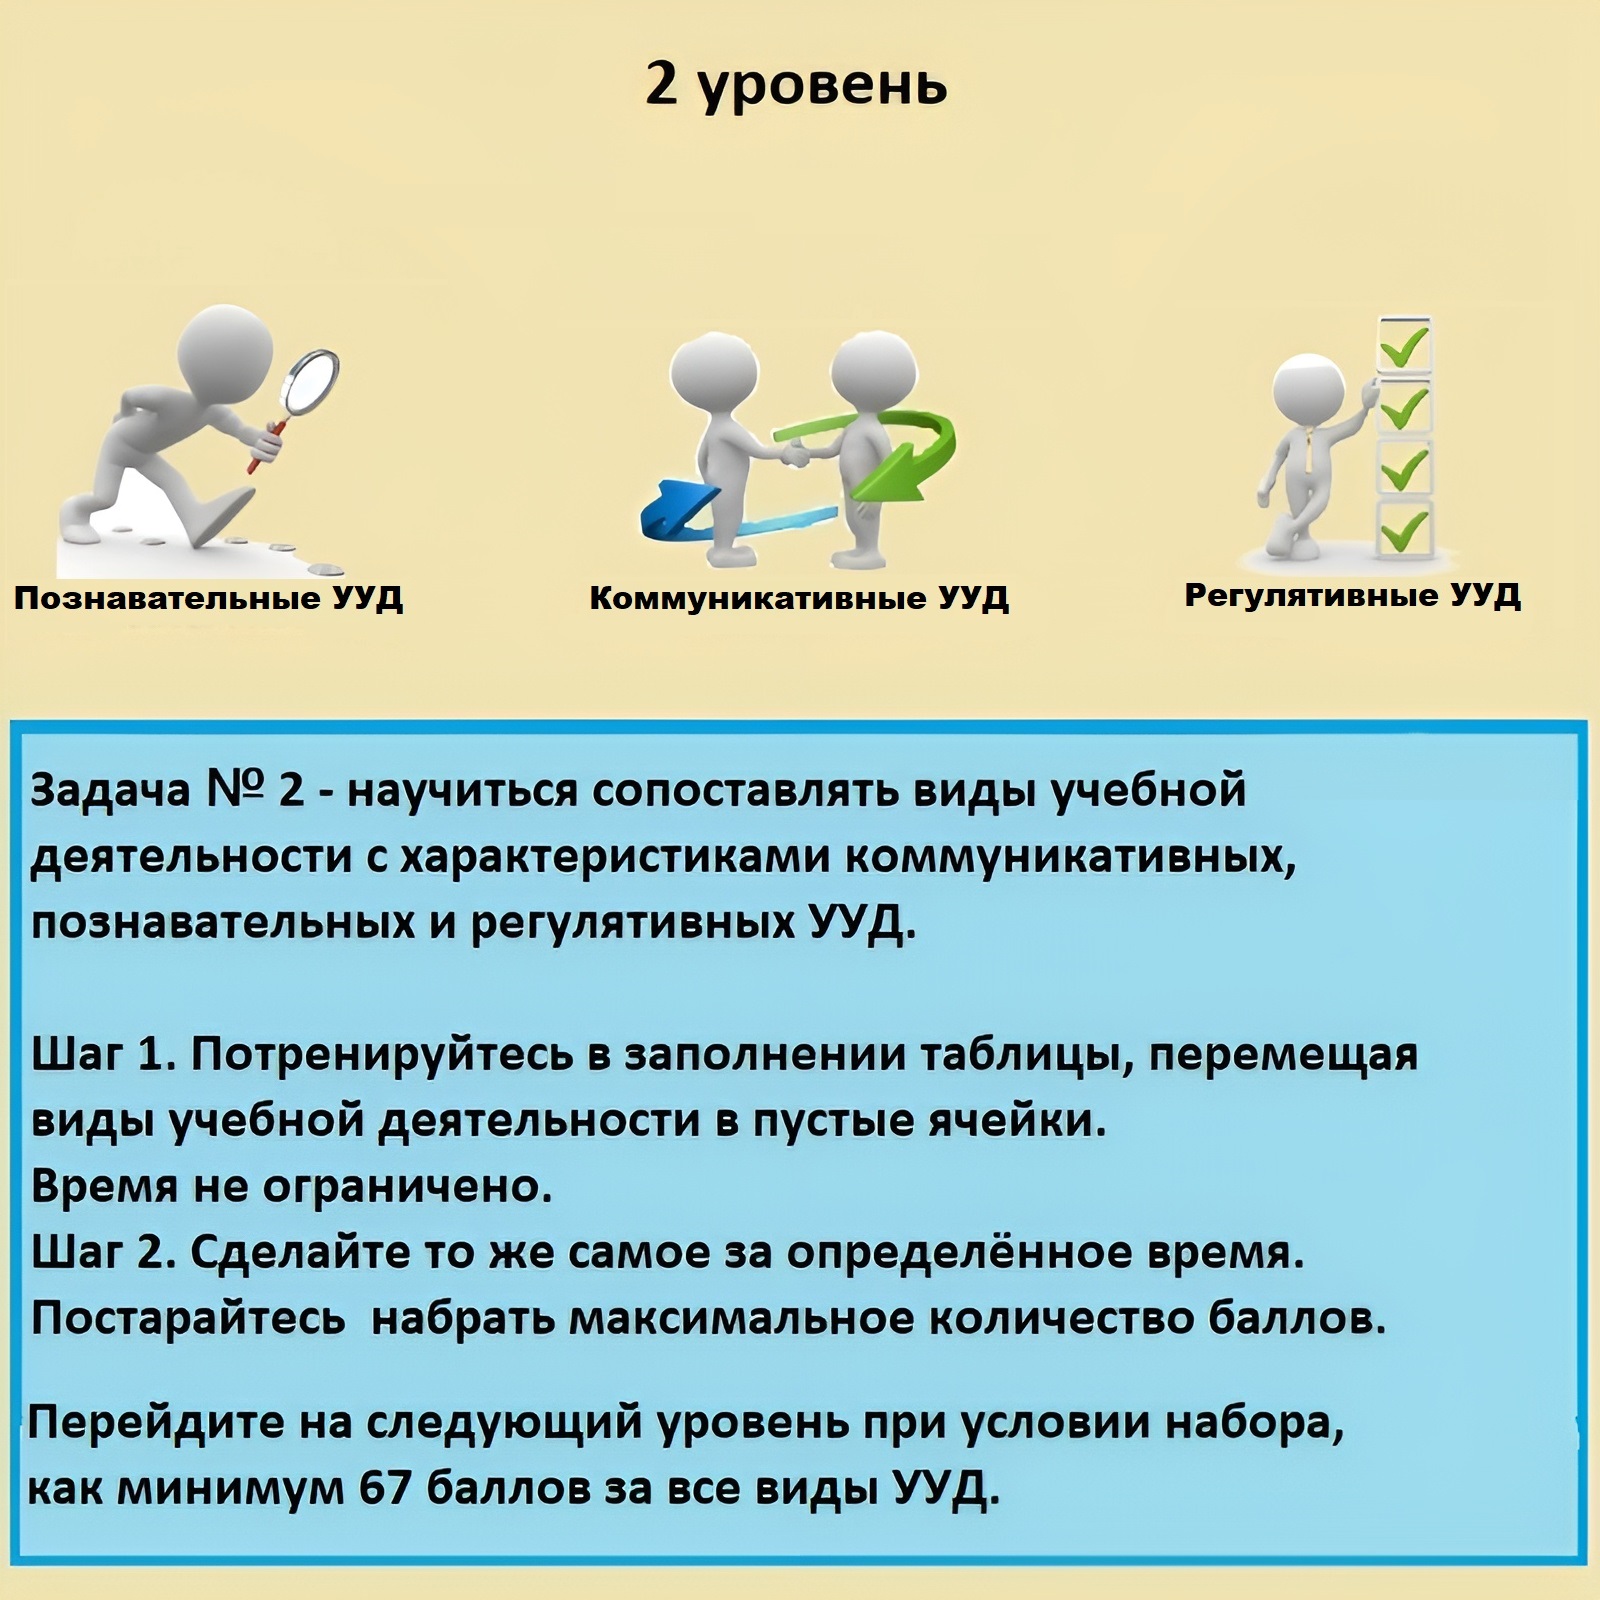 2 уровень
Познавательные УУД
Коммуникативные УУД
Регулятивные УУД
Задача № 2 - научиться сопоставлять виды учебной
деятельности с характеристиками коммуникативных,
познавательных и регулятивных УУД.
Шаг 1. Потренируйтесь в заполнении таблицы, перемещая
виды учебной деятельности в пустые ячейки.
Время не ограничено.
Шаг 2. Сделайте то же самое за определённое время.
Постарайтесь  набрать максимальное количество баллов.
Перейдите на следующий уровень при условии набора,
как минимум 67 баллов за все виды УУД.